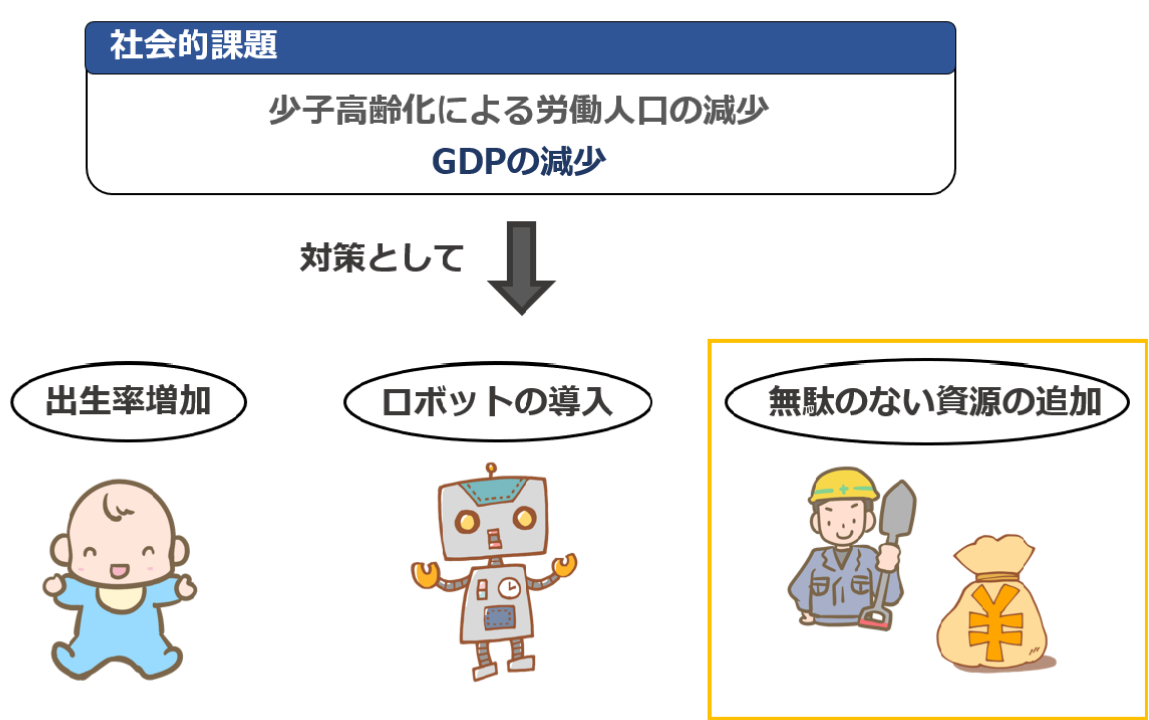 社会的課題
少子高齢化による労働人口の減少
GDPの減少
対策として
出生率増加
ロボットの導入
無駄のない資源の追加
¥